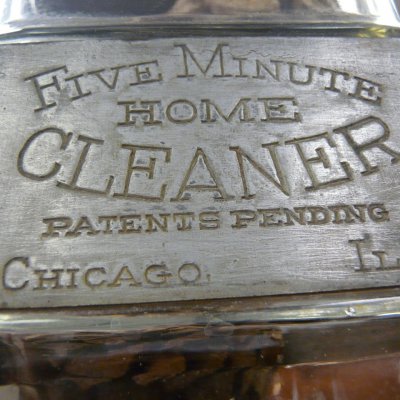 FIVE MINUTE
HOME
CLEANER
PATENTS PENDING
CHICAGO, IL